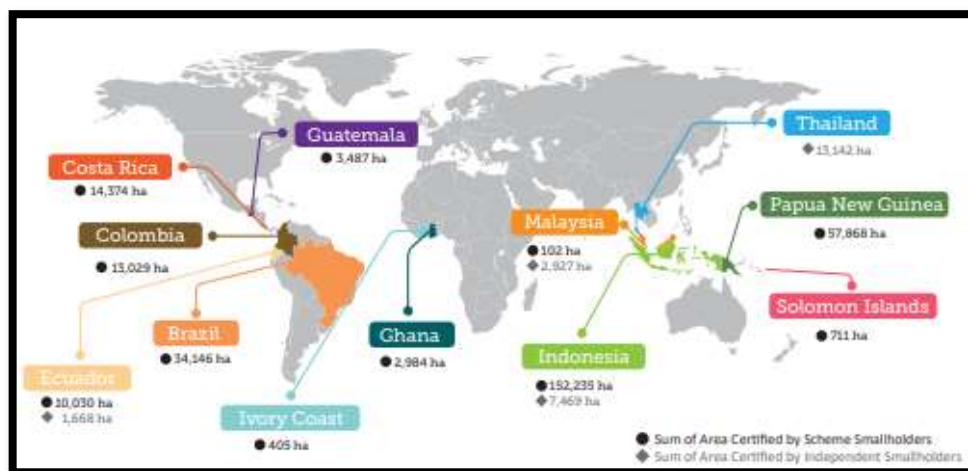 Guatemala
● 3,487 ha
Costa Rica
● 14,374 ha
Colombia
● 13,029 ha
Brazil
● 34,146 ha
Ecuador
● 10,030 ha
◆ 1,668 ha
Ivory Coast
● 405 ha
Ghana
● 2,984 ha
Thailand
◆ 13,142 ha
Malaysia
● 102 ha
◆ 2,927 ha
Papua New Guinea
● 57,868 ha
Solomon Islands
● 711 ha
Indonesia
● 152,235 ha
◆ 7,469 ha
● Sum of Area Certified by Scheme Smallholders
◆ Sum of Area Certified by Independent Smallholders